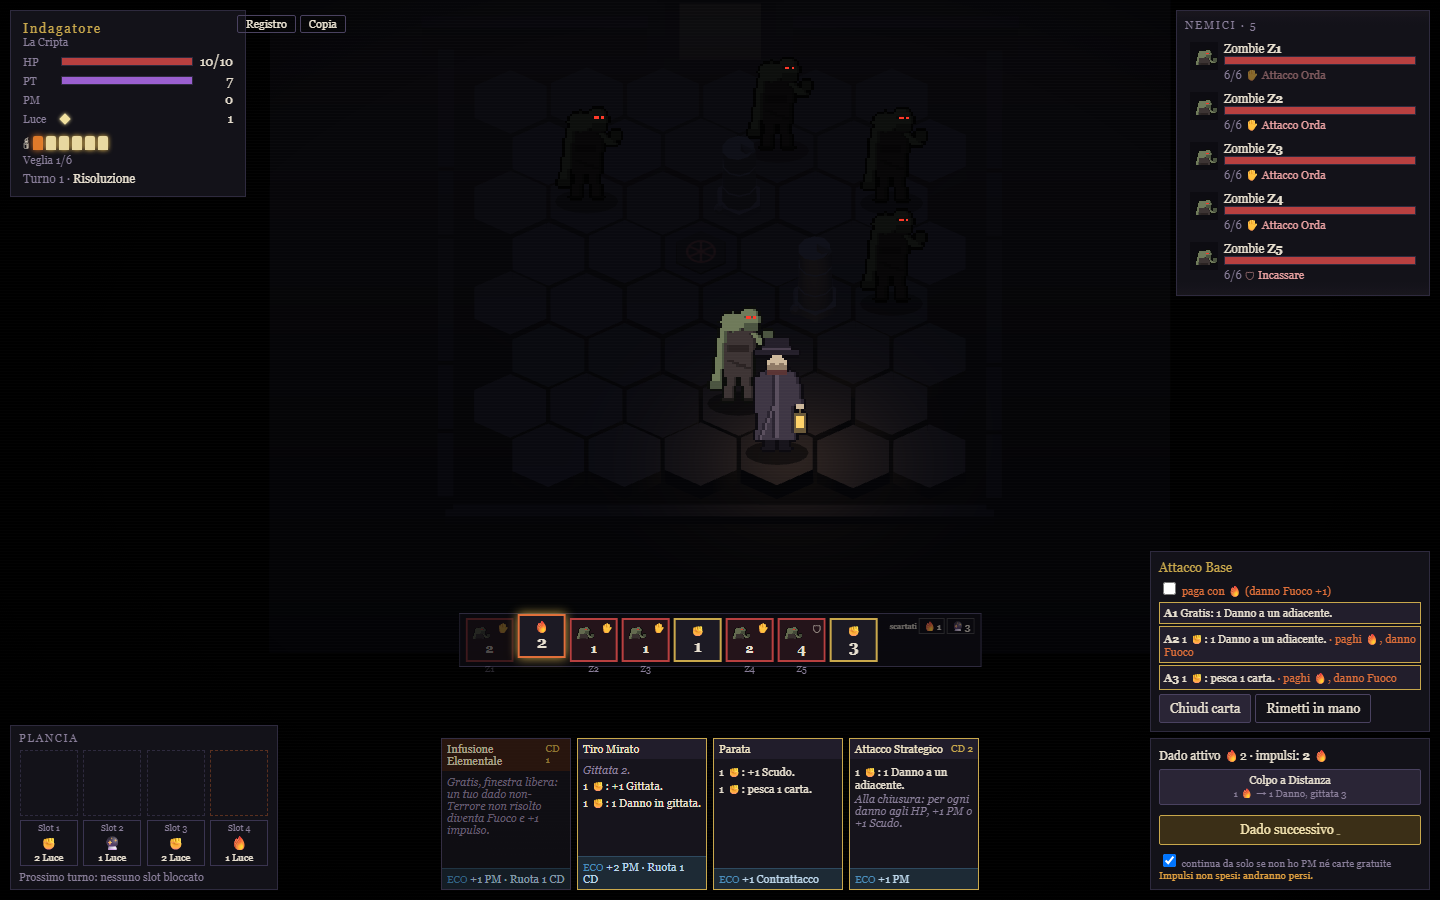 Indagatore
La Cripta
HP 10/10
PT 7
PM 0
Luce 1
Veglia 1/6
Turno 1 · Risoluzione
Registro
Copia
NEMICI · 5
Zombie Z1
6/6 Attacco Orda
Zombie Z2
6/6 Attacco Orda
Zombie Z3
6/6 Attacco Orda
Zombie Z4
6/6 Attacco Orda
Zombie Z5
6/6 Incassare
2 2 1 1 1 2 4 3
scartati 1 3
Z1 Z2 Z3 Z4 Z5
Attacco Base
paga con (danno Fuoco +1)
A1 Gratis: 1 Danno a un adiacente.
A2 1 : 1 Danno a un adiacente. · paghi , danno
Fuoco
A3 1 : pesca 1 carta. · paghi , danno Fuoco
Chiudi carta
Rimetti in mano
PLANCIA
Slot 1
2 Luce
Slot 2
1 Luce
Slot 3
2 Luce
Slot 4
1 Luce
Prossimo turno: nessuno slot bloccato
Infusione
Elementale
CD
1
Gratis, finestra libera:
un tuo dado non-
Terrore non risolto
diventa Fuoco e +1
impulso.
ECO +1 PM · Ruota 1 CD
Tiro Mirato
Gittata 2.
1 : +1 Gittata.
1 : 1 Danno in gittata.
ECO +2 PM · Ruota 1
CD
Parata
1 : +1 Scudo.
1 : pesca 1 carta.
ECO +1 Contrattacco
Attacco Strategico CD 2
1 : 1 Danno a un
adiacente.
Alla chiusura: per ogni
danno agli HP, +1 PM o
+1 Scudo.
ECO +1 PM
Dado attivo 2 · impulsi: 2
Colpo a Distanza
1 → 1 Danno, gittata 3
Dado successivo _
continua da solo se non ho PM né carte gratuite
Impulsi non spesi: andranno persi.